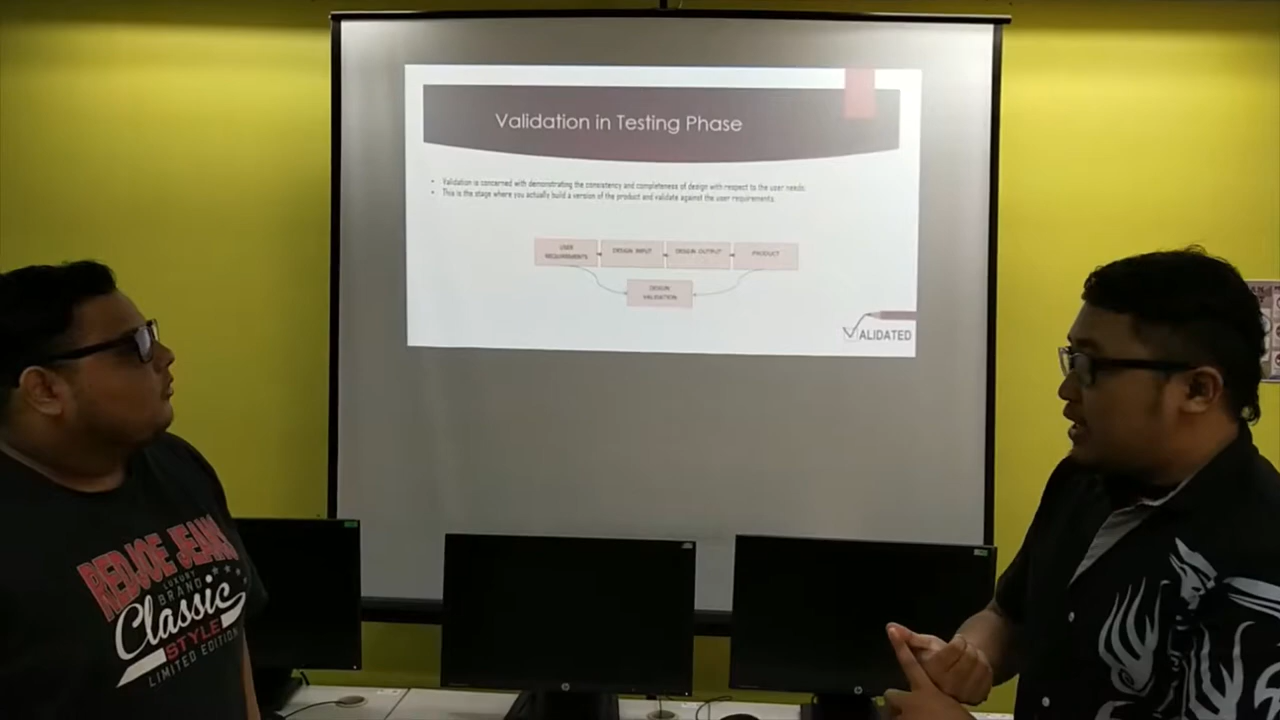 Validation in Testing Phase
• Validation is concerned with demonstrating the consistency and completeness of design with respect to the user needs.
• This is the stage where you actually build a version of the product and validate against the user requirements.
USER
REQUIREMENTS
DESIGN INPUT
DESIGN OUTPUT
PRODUCT
DESIGN
VALIDATION
VALIDATED
REDJOE JEANS
LUXURY
BRAND
Classic
STYLE
LIMITED EDITION
hp